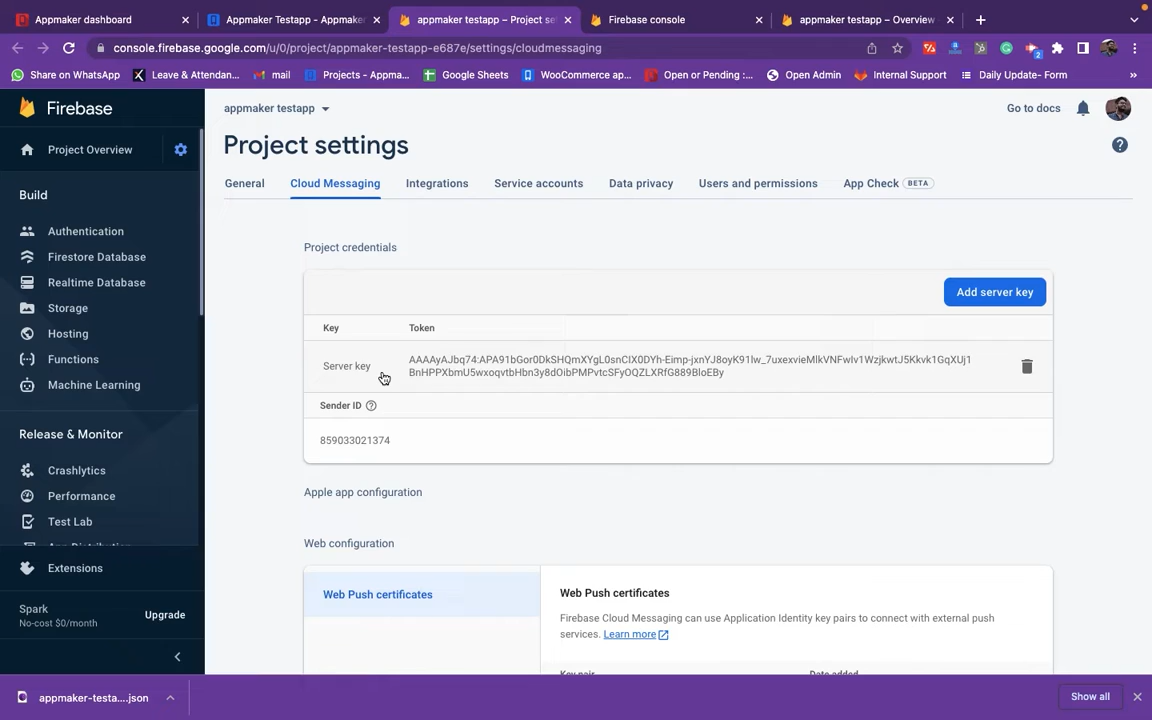 Appmaker dashboard
Appmaker Testapp - Appmaker
appmaker testapp – Project set
Firebase console
appmaker testapp – Overview
console.firebase.google.com/u/0/project/appmaker-testapp-e687e/settings/cloudmessaging
Share on WhatsApp
Leave & Attendan...
mail
Projects - Appma...
Google Sheets
WooCommerce ap...
Open or Pending :...
Open Admin
Internal Support
Daily Update- Form
»
Firebase
appmaker testapp
Go to docs
Project Overview
Project settings
General
Cloud Messaging
Integrations
Service accounts
Data privacy
Users and permissions
App Check BETA
Build
Authentication
Firestore Database
Realtime Database
Storage
Hosting
Functions
Machine Learning
Release & Monitor
Crashlytics
Performance
Test Lab
Extensions
Spark
No-cost $0/month
Upgrade
Project credentials
Add server key
Key
Token
Server key
Sender ID
859033021374
Apple app configuration
Web configuration
Web Push certificates
Web Push certificates
Firebase Cloud Messaging can use Application Identity key pairs to connect with external push
services. Learn more
Key pair
Date added
appmaker-testa....json
Show all